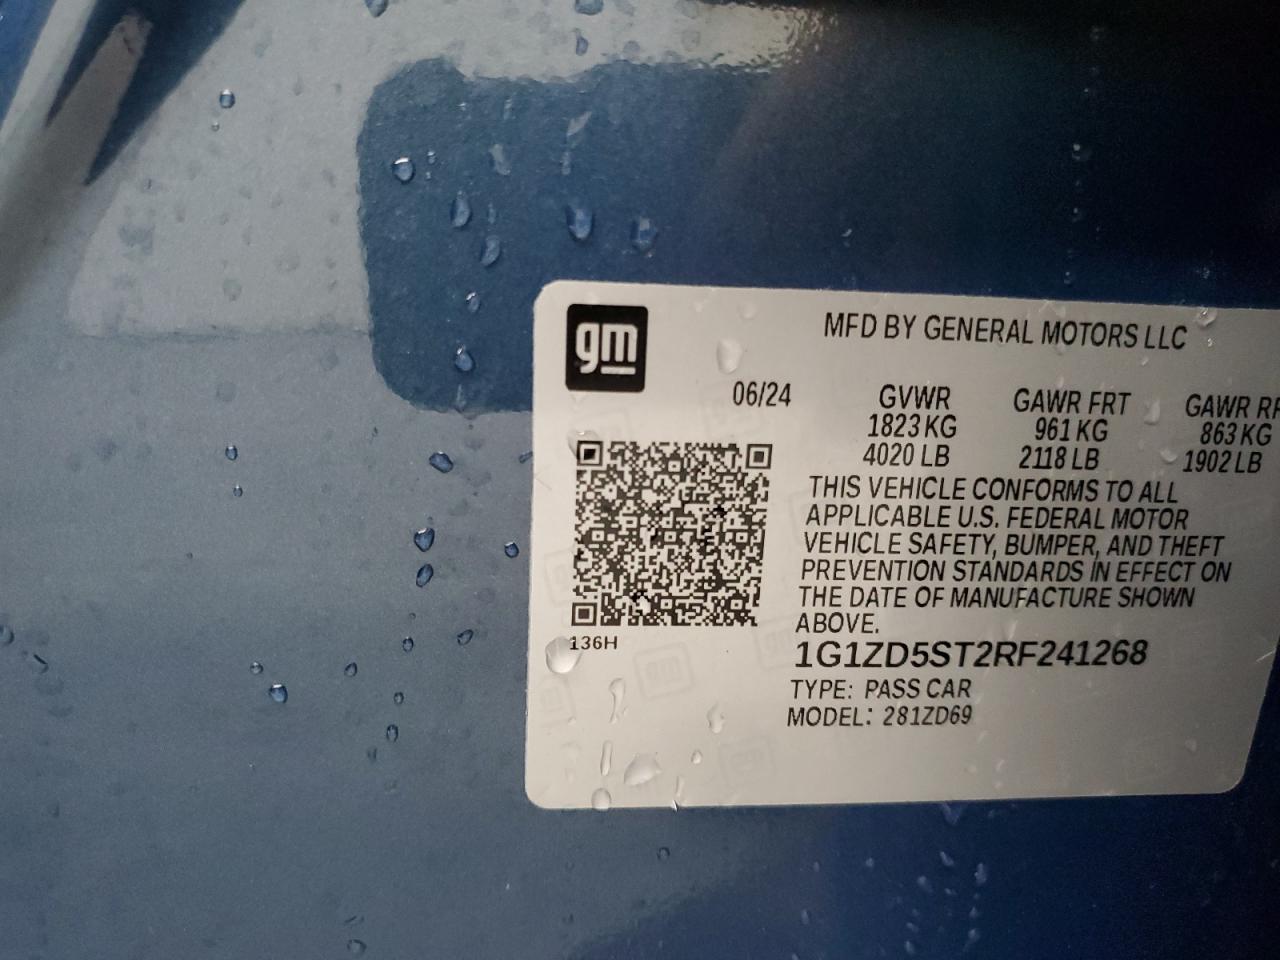 gm
MFD BY GENERAL MOTORS LLC
06/24 GVWR GAWR FRT GAWR RR
1823 KG 961 KG 863 KG
4020 LB 2118 LB 1902 LB
THIS VEHICLE CONFORMS TO ALL
APPLICABLE U.S. FEDERAL MOTOR
VEHICLE SAFETY, BUMPER, AND THEFT
PREVENTION STANDARDS IN EFFECT ON
THE DATE OF MANUFACTURE SHOWN
ABOVE.
136H
1G1ZD5ST2RF241268
TYPE: PASS CAR
MODEL: 281ZD69